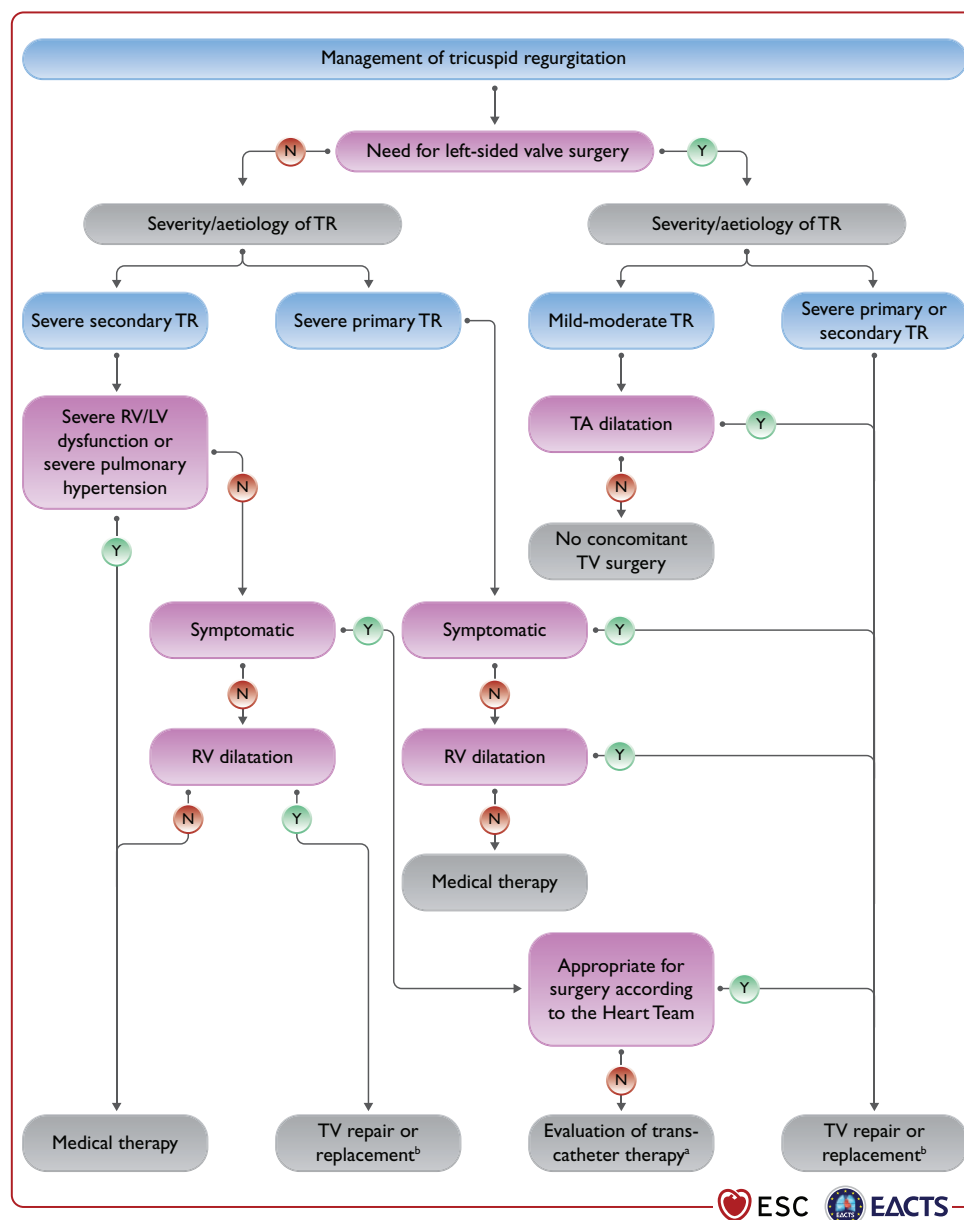 Management of tricuspid regurgitation
N
Need for left-sided valve surgery
Y
Severity/aetiology of TR
Severity/aetiology of TR
Severe secondary TR
Severe primary TR
Mild-moderate TR
Severe primary or
secondary TR
Severe RV/LV
dysfunction or
severe pulmonary
hypertension
TA dilatation
Y
N
N
Y
No concomitant
TV surgery
Symptomatic
Y
Symptomatic
Y
N
N
RV dilatation
RV dilatation
Y
N
Y
N
Medical therapy
Appropriate for
surgery according
to the Heart Team
Y
N
Medical therapy
TV repair or
replacementᵇ
Evaluation of trans-
catheter therapyᵃ
TV repair or
replacementᵇ
ESC
EACTS
EACTS